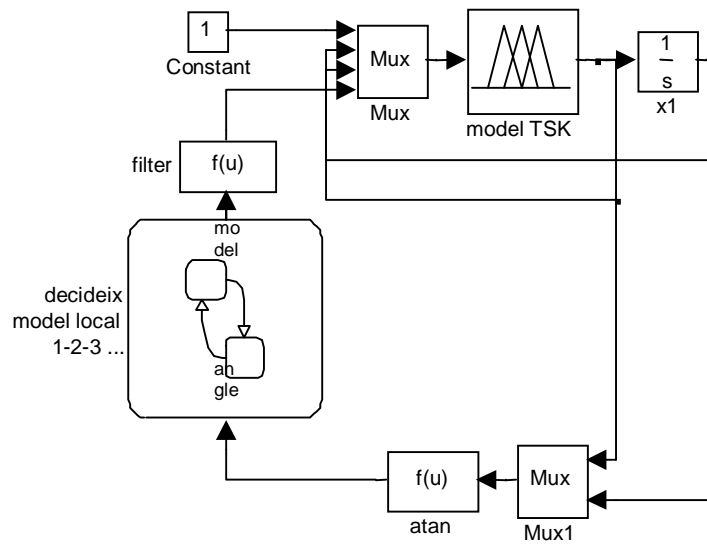 1
Constant
Mux
Mux
model TSK
1
s
x1
filter
f(u)
mo
del
decideix
model local
1-2-3 ...
an
gle
f(u)
atan
Mux
Mux1